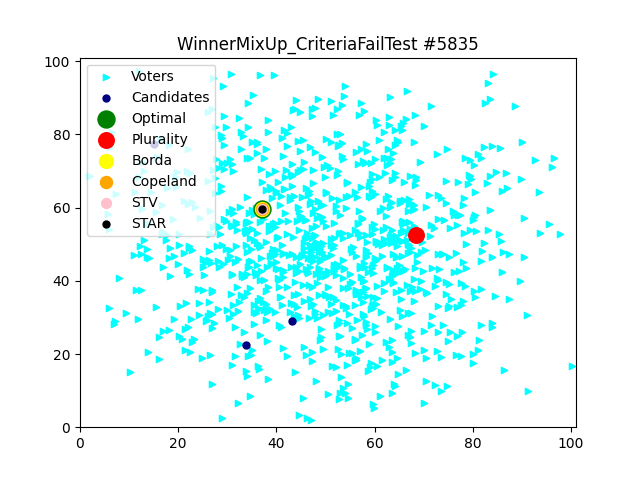 WinnerMixUp_CriteriaFailTest #5835
100
80
60
40
20
0
0 20 40 60 80 100
Voters
Candidates
Optimal
Plurality
Borda
Copeland
STV
STAR